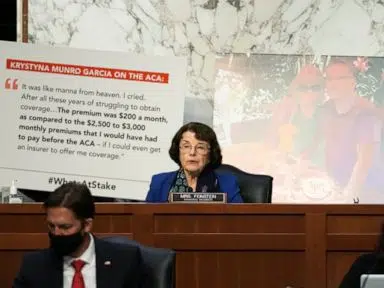 KRYSTYNA MUNRO GARCIA ON THE ACA:
“It was like manna from heaven. I cried.
After all these years of struggling to obtain
coverage... The premium was $200 a month,
as compared to the $2,500 to $3,000
monthly premiums that I would have had
to pay before the ACA – if I could even get
an insurer to offer me coverage.”
#WhatsAtStake
MRS. FEINSTEIN